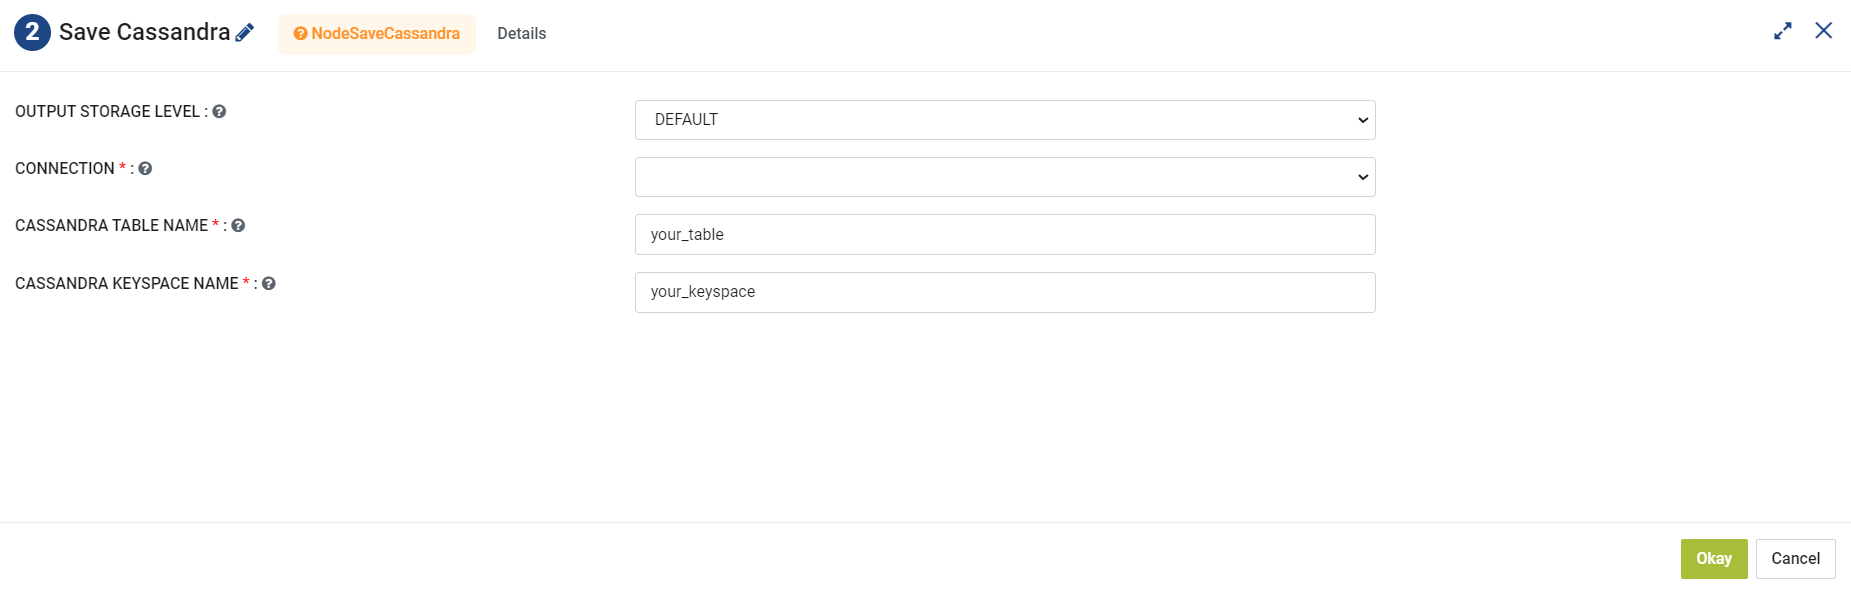 2 Save Cassandra NodeSaveCassandra Details
OUTPUT STORAGE LEVEL : DEFAULT
CONNECTION * :
CASSANDRA TABLE NAME * : your_table
CASSANDRA KEYSPACE NAME * : your_keyspace
Okay Cancel